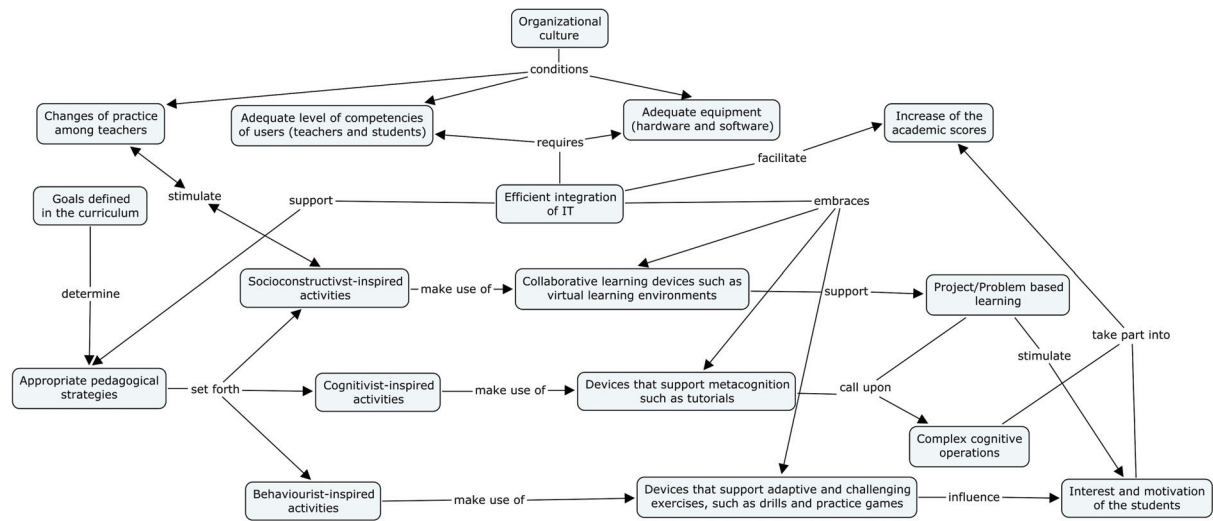 Organizational
culture
conditions
Changes of practice
among teachers
Adequate level of competencies
of users (teachers and students)
Adequate equipment
(hardware and software)
Increase of the
academic scores
requires
facilitate
stimulate
Goals defined
in the curriculum
support
Efficient integration
of IT
embraces
Socioconstructivst-inspired
activities
make use of
Collaborative learning devices such as
virtual learning environments
support
Project/Problem based
learning
determine
take part into
stimulate
Appropriate pedagogical
strategies
set forth
Cognitivist-inspired
activities
make use of
Devices that support metacognition
such as tutorials
call upon
Complex cognitive
operations
Behaviourist-inspired
activities
make use of
Devices that support adaptive and challenging
exercises, such as drills and practice games
influence
Interest and motivation
of the students